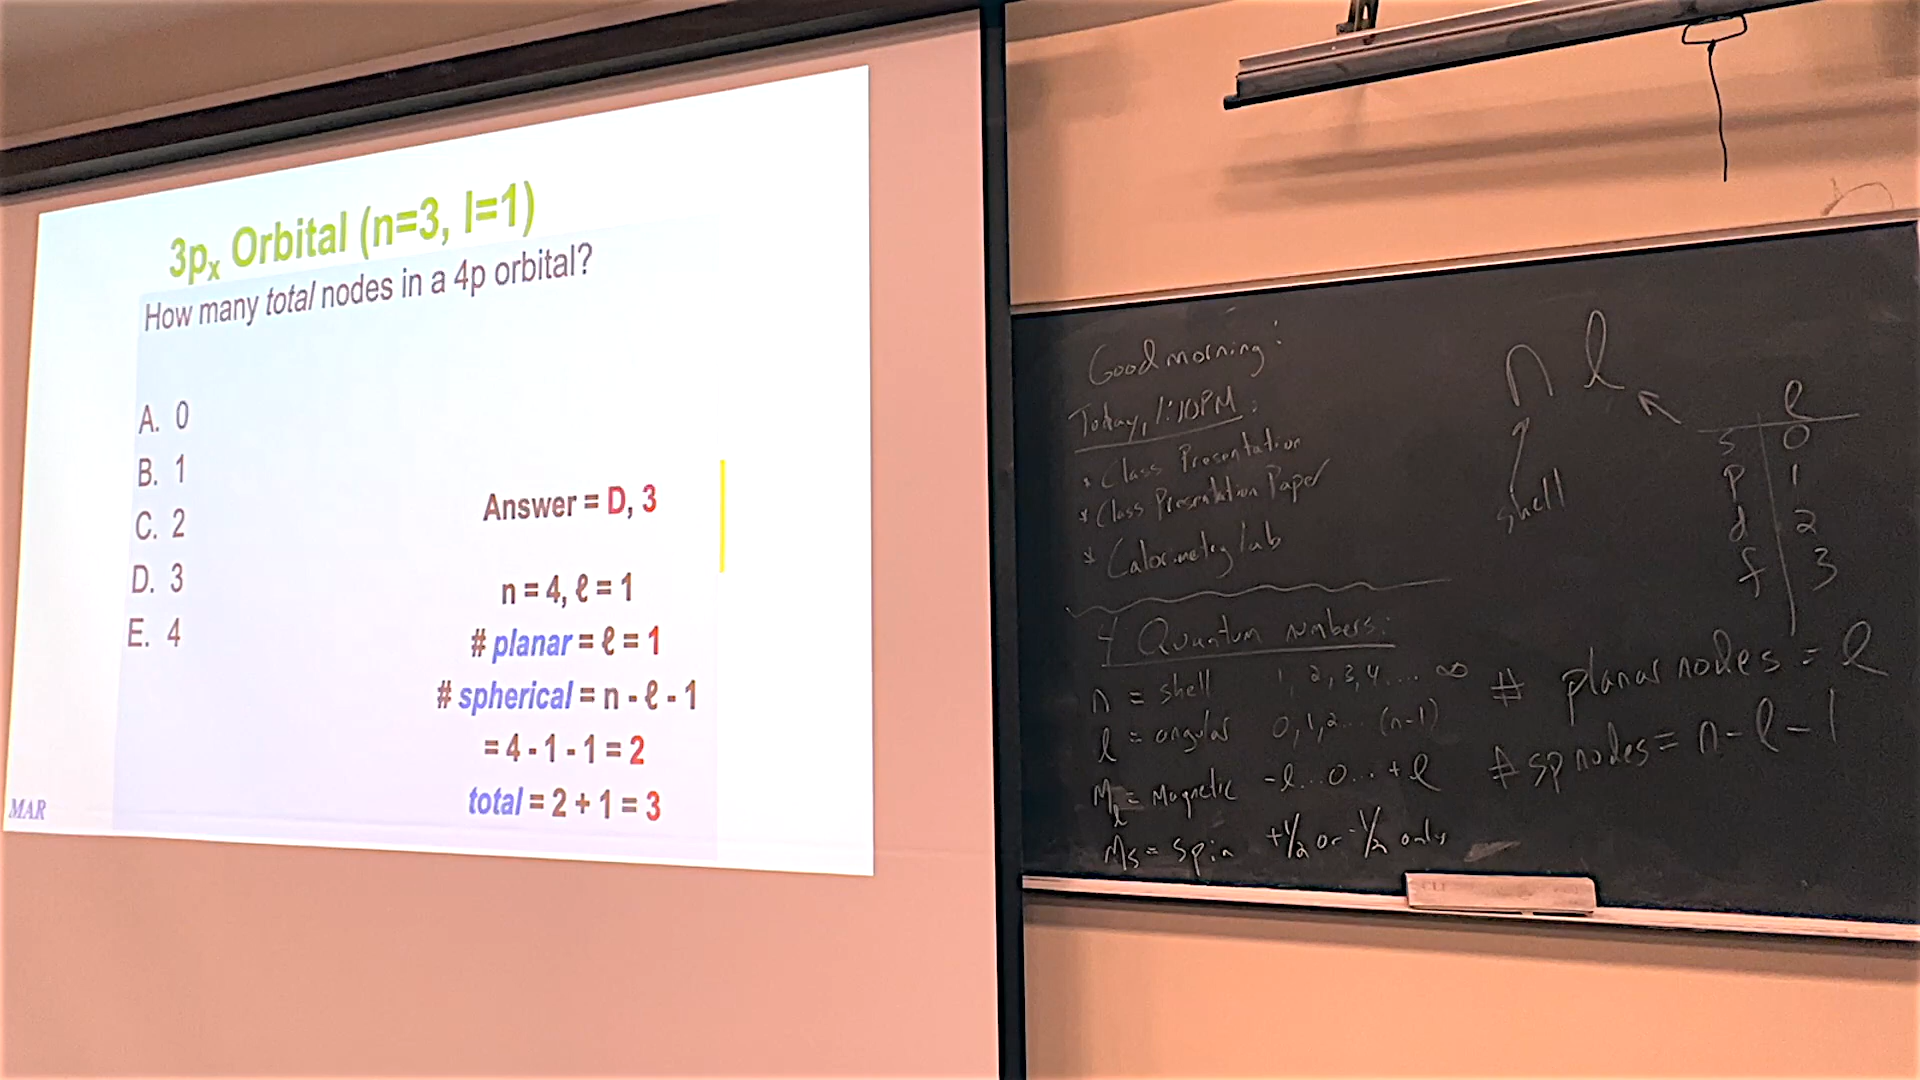 3pₓ Orbital (n=3, l=1)
How many total nodes in a 4p orbital?
A. 0
B. 1
C. 2
D. 3
E. 4
Answer = D, 3
n = 4, ℓ = 1
# planar = ℓ = 1
# spherical = n - ℓ - 1
= 4 - 1 - 1 = 2
total = 2 + 1 = 3
MAR
Good morning!
Today, 1:10PM:
* Class Presentation
* Class Presentation Paper
* Calorimetry lab
4 Quantum numbers:
n = shell 1, 2, 3, 4.... ∞
ℓ = angular 0, 1, 2... (n-1)
Mℓ = Magnetic -ℓ...0...+ℓ
Ms = spin +1/2 or -1/2 only
n ℓ
shell
ℓ
s 0
p 1
d 2
f 3
# planar nodes = ℓ
# sp nodes = n - ℓ - 1